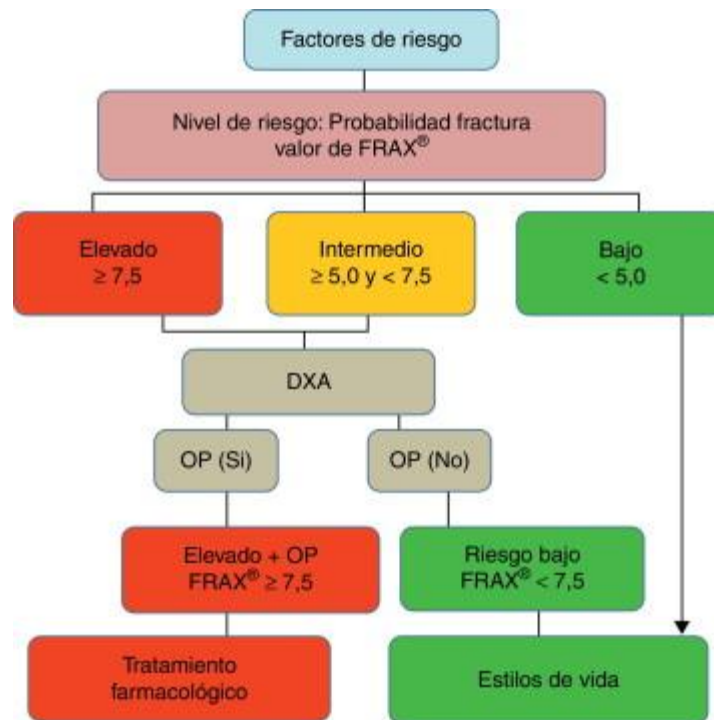 Factores de riesgo
Nivel de riesgo: Probabilidad fractura
valor de FRAX®
Elevado
≥ 7,5
Intermedio
≥ 5,0 y < 7,5
Bajo
< 5,0
DXA
OP (Si)
OP (No)
Elevado + OP
FRAX® ≥ 7,5
Riesgo bajo
FRAX® < 7,5
Tratamiento
farmacológico
Estilos de vida